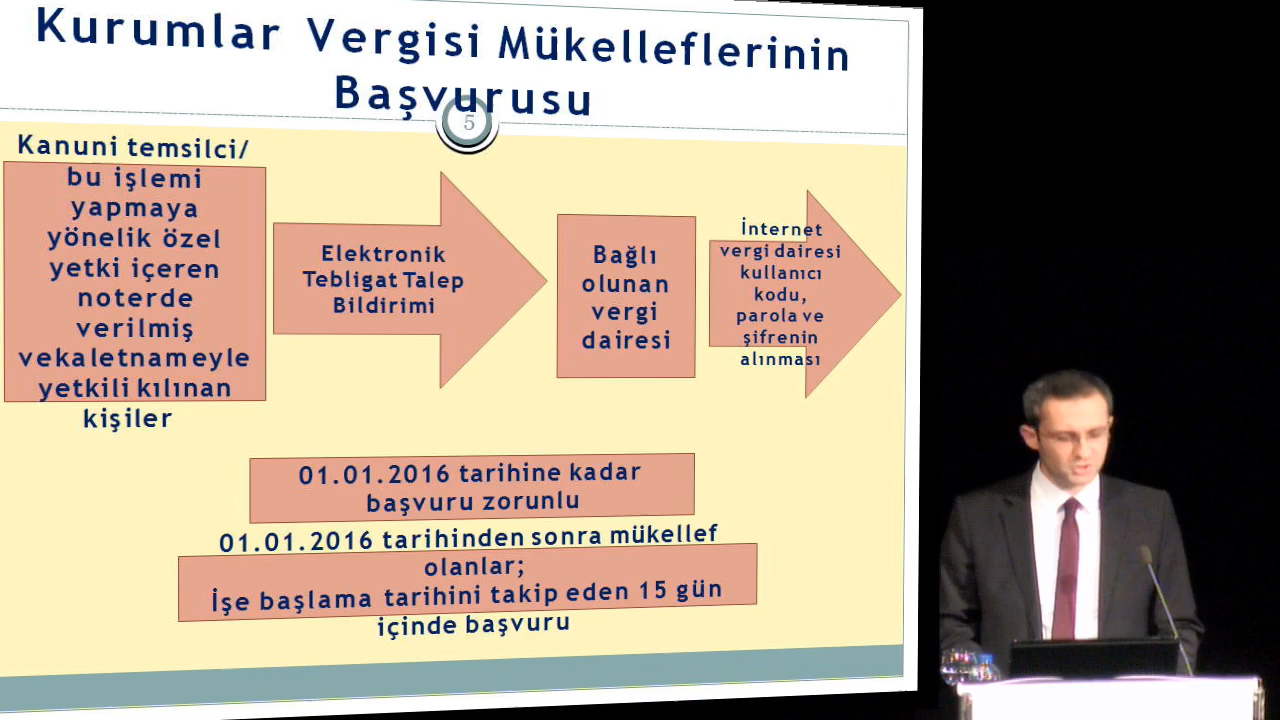 Kurumlar Vergisi Mükelleflerinin
Başvurusu
5
Kanuni temsilci/
bu işlemi
yapmaya
yönelik özel
yetki içeren
noterde
verilmiş
vekaletnameyle
yetkili kılınan
kişiler
Elektronik
Tebligat Talep
Bildirimi
Bağlı
olunan
vergi
dairesi
İnternet
vergi dairesi
kullanıcı
kodu,
parola ve
şifrenin
alınması
01.01.2016 tarihine kadar
başvuru zorunlu
01.01.2016 tarihinden sonra mükellef
olanlar;
İşe başlama tarihini takip eden 15 gün
içinde başvuru